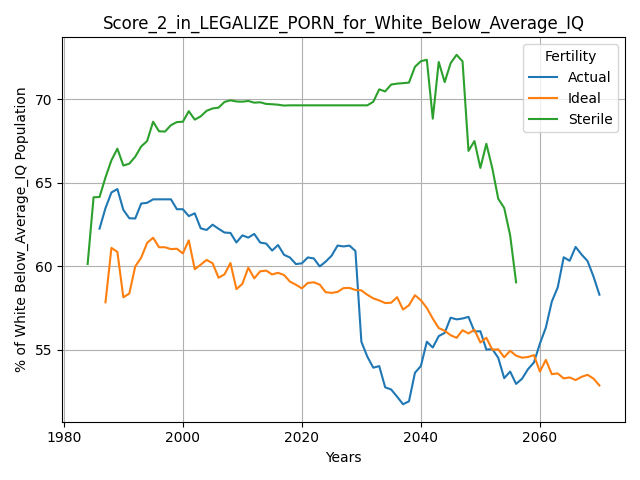 Score_2_in_LEGALIZE_PORN_for_White_Below_Average_IQ
Fertility
Actual
Ideal
Sterile
% of White Below_Average_IQ Population
70
65
60
55
1980
2000
2020
2040
2060
Years